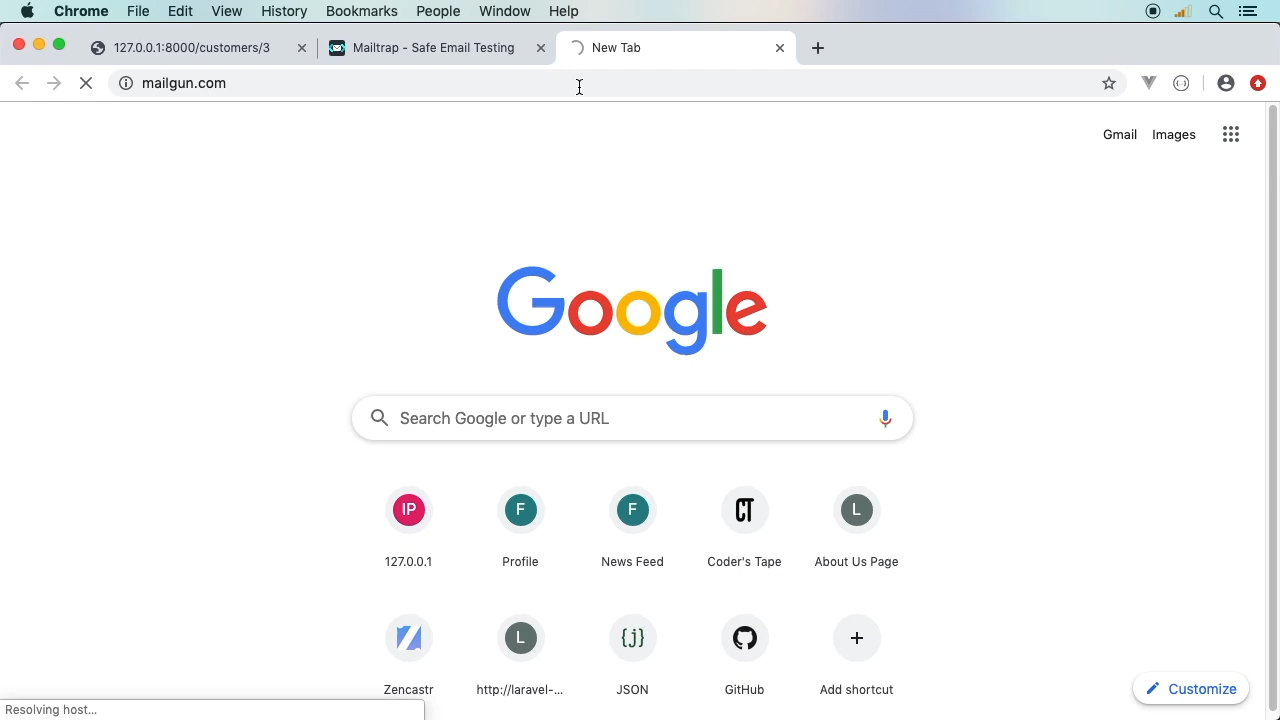 Chrome File Edit View History Bookmarks People Window Help
127.0.0.1:8000/customers/3 Mailtrap - Safe Email Testing New Tab
mailgun.com
Gmail Images
Google
Search Google or type a URL
IP F F CT L
127.0.0.1 Profile News Feed Coder's Tape About Us Page
L {j}
Zencastr http://laravel-... JSON GitHub Add shortcut
Customize
Resolving host...